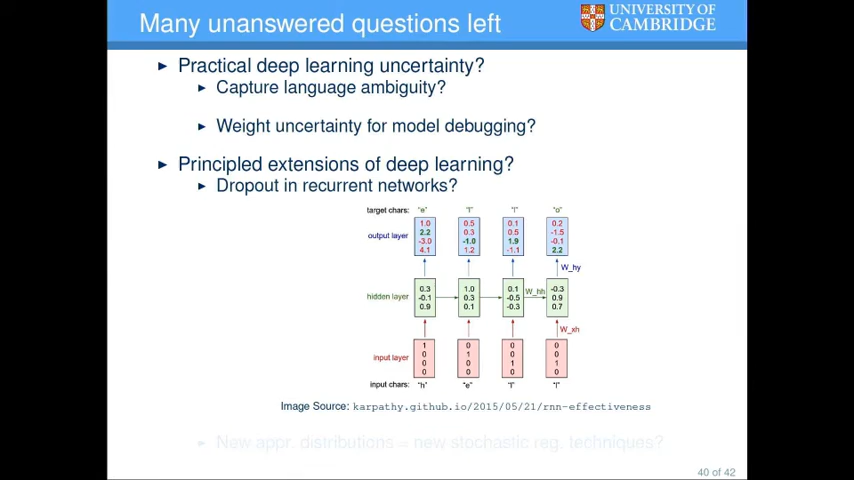 Many unanswered questions left
UNIVERSITY OF
CAMBRIDGE
Practical deep learning uncertainty?
Capture language ambiguity?
Weight uncertainty for model debugging?
Principled extensions of deep learning?
Dropout in recurrent networks?
target chars: "e" "l" "l" "o"
output layer
1.0 0.5 0.1 0.2
2.2 0.3 0.5 -1.5
-3.0 -1.0 1.9 -0.1
4.1 1.2 -1.1 2.2
W_hy
hidden layer
0.3 1.0 0.1 -0.3
-0.1 0.3 -0.5 0.9
0.9 0.1 -0.3 0.7
W_hh
W_xh
input layer
1 0 0 0
0 1 0 0
0 0 1 1
0 0 0 0
input chars: "h" "e" "l" "l"
Image Source: karpathy.github.io/2015/05/21/rnn-effectiveness
New appr. distributions = new stochastic reg. techniques?
40 of 42